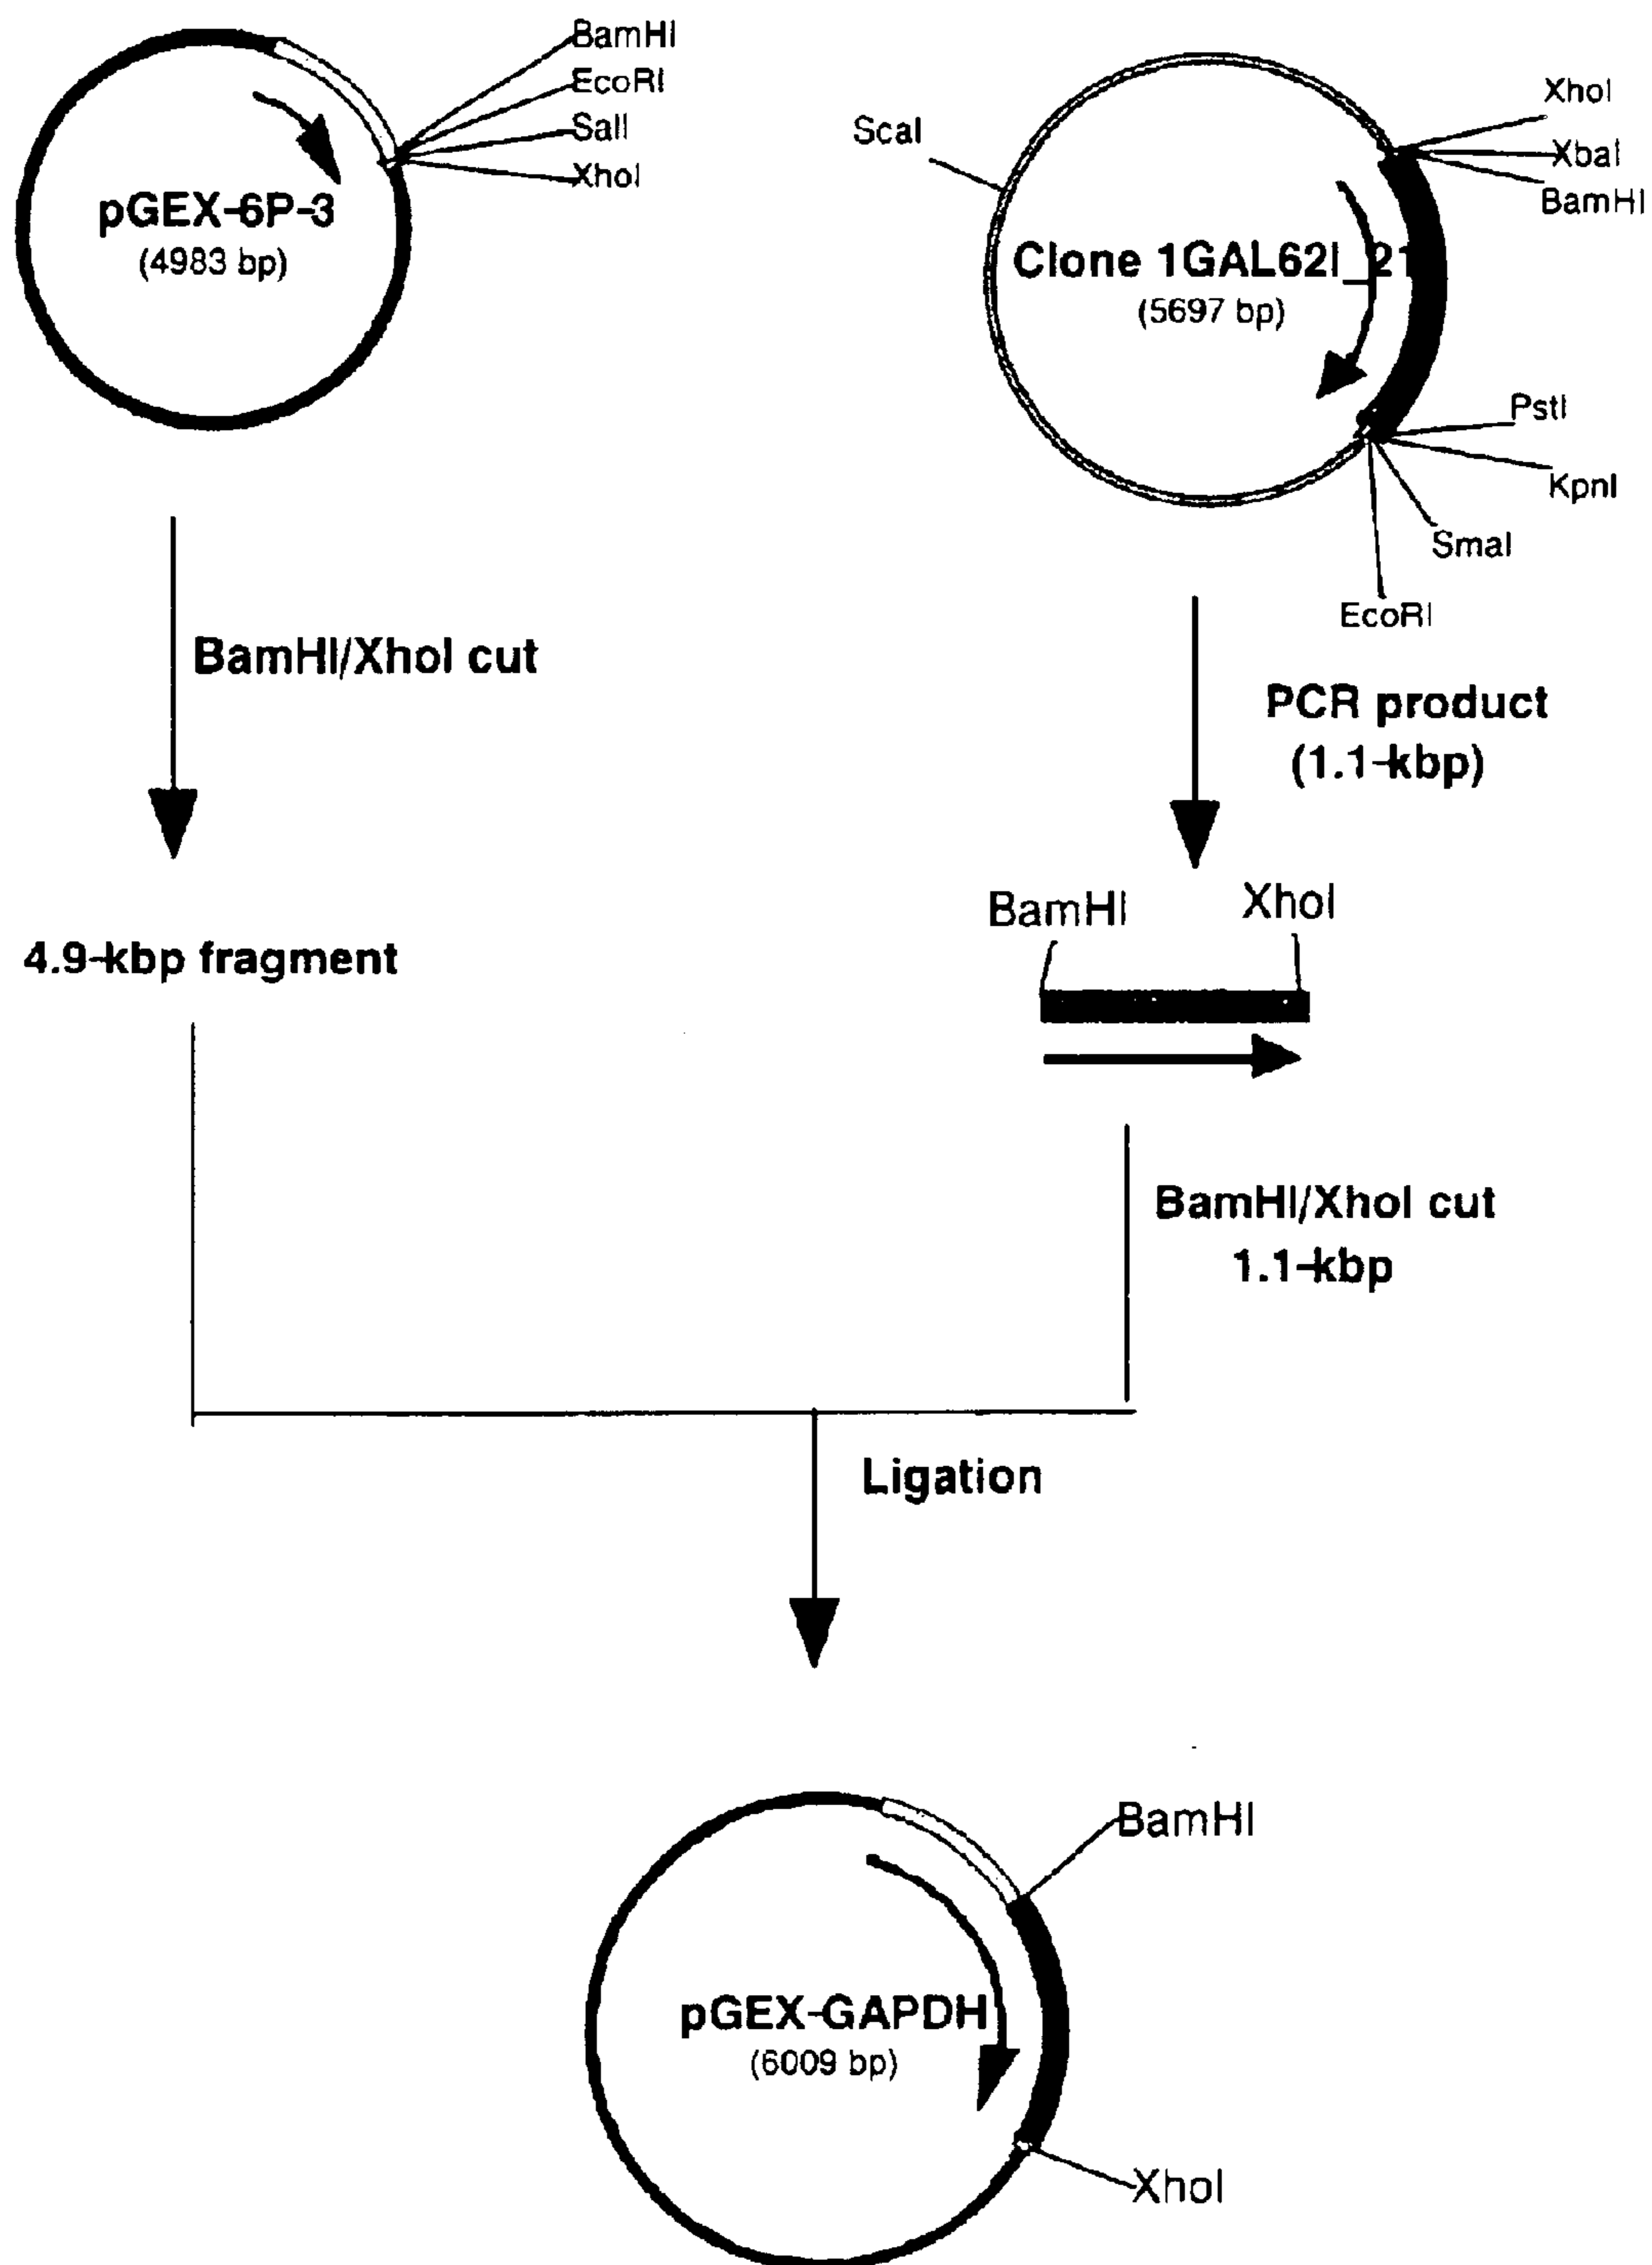 BamHI
EcoRI
SalI
XhoI
pGEX-6P-3
(4983 bp)
ScaI
XhoI
XbaI
BamHI
Clone 1GAL62I_21
(5697 bp)
PstI
KpnI
SmaI
EcoRI
BamHI/XhoI cut
PCR product
(1.1-kbp)
4.9-kbp fragment
BamHI
XhoI
BamHI/XhoI cut
1.1-kbp
Ligation
BamHI
pGEX-GAPDH
(6009 bp)
XhoI